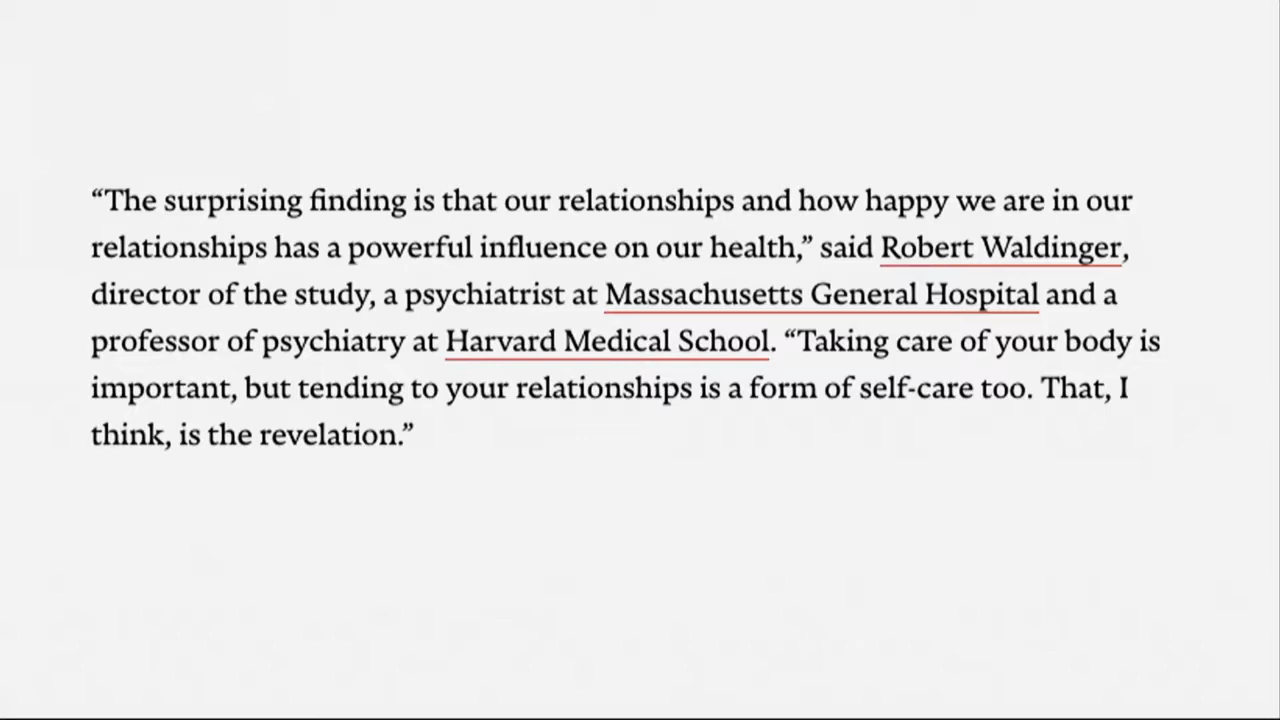 “The surprising finding is that our relationships and how happy we are in our
relationships has a powerful influence on our health,” said Robert Waldinger,
director of the study, a psychiatrist at Massachusetts General Hospital and a
professor of psychiatry at Harvard Medical School. “Taking care of your body is
important, but tending to your relationships is a form of self-care too. That, I
think, is the revelation.”